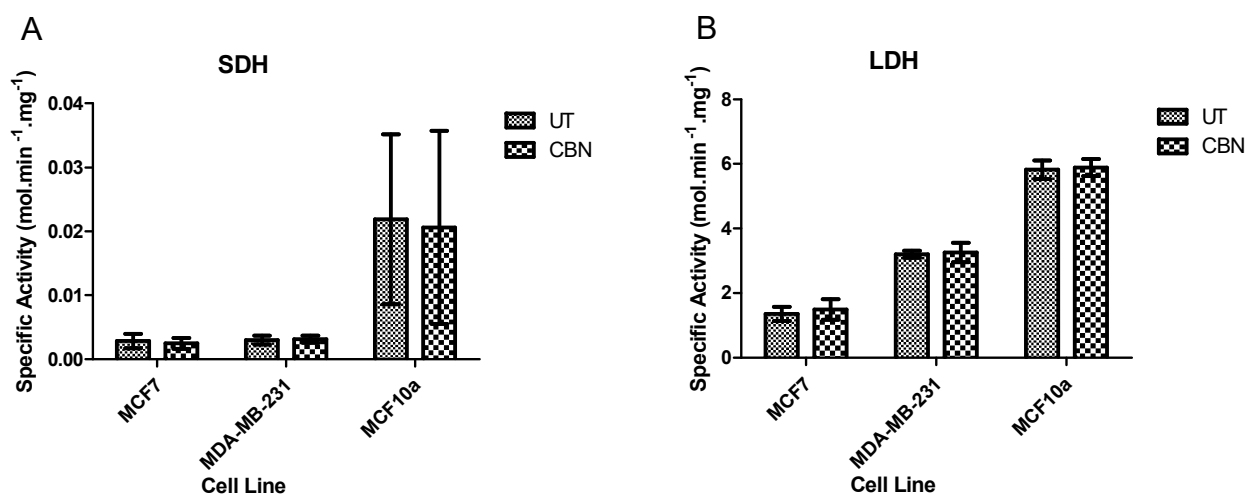 A
SDH
Specific Activity (mol.min⁻¹.mg⁻¹)
0.04
0.03
0.02
0.01
0.00
MCF7
MDA-MB-231
MCF10a
Cell Line
UT
CBN
B
LDH
Specific Activity (mol.min⁻¹.mg⁻¹)
8
6
4
2
0
MCF7
MDA-MB-231
MCF10a
Cell Line
UT
CBN